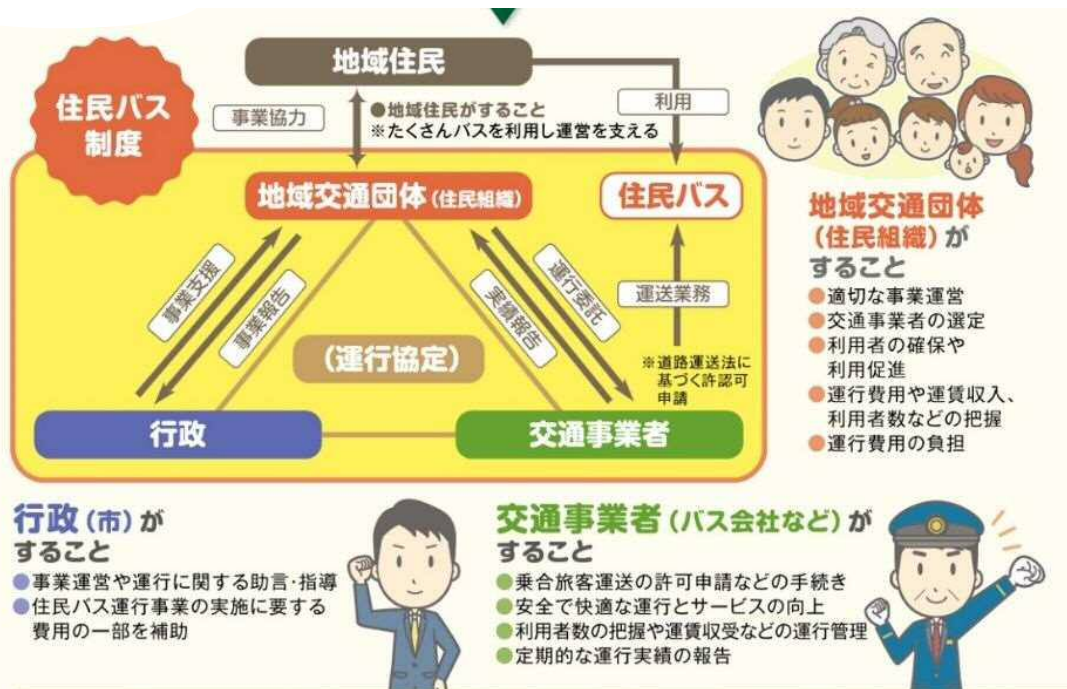 住民バス
制度
地域住民
事業協力
●地域住民がすること
※たくさんバスを利用し運営を支える
利用
地域交通団体(住民組織)
住民バス
事業支援
事業報告
実績報告
運行委託
運送業務
(運行協定)
※道路運送法に
基づく許認可
申請
行政
交通事業者
地域交通団体
(住民組織)が
すること
●適切な事業運営
●交通事業者の選定
●利用者の確保や
利用促進
●運行費用や運賃収入、
利用者数などの把握
●運行費用の負担
行政(市)が
すること
●事業運営や運行に関する助言・指導
●住民バス運行事業の実施に要する
費用の一部を補助
交通事業者(バス会社など)が
すること
●乗合旅客運送の許可申請などの手続き
●安全で快適な運行とサービスの向上
●利用者数の把握や運賃収受などの運行管理
●定期的な運行実績の報告